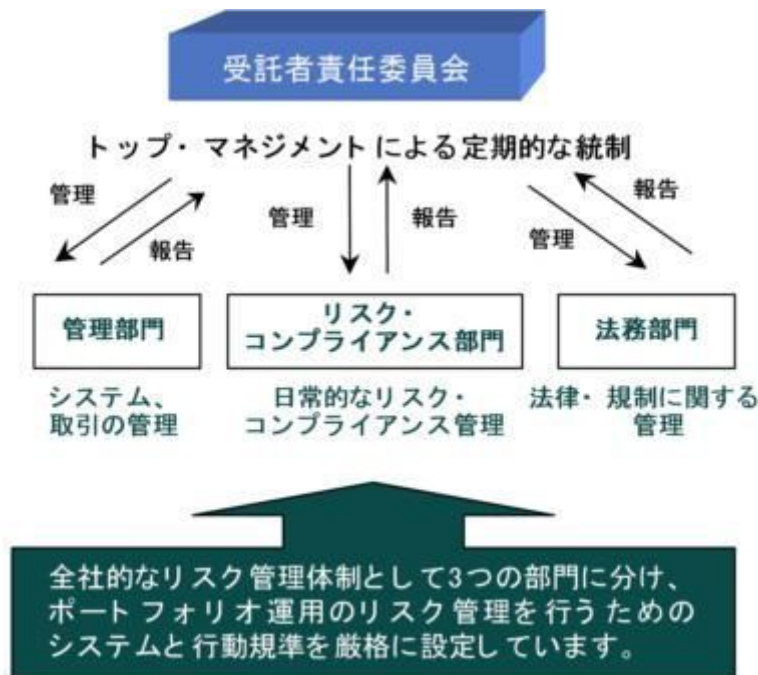 受託者責任委員会
トップ・マネジメントによる定期的な統制
管理
報告
管理
報告
管理
報告
管理部門
リスク・
コンプライアンス部門
法務部門
システム、
取引の管理
日常的なリスク・
コンプライアンス管理
法律・規制に関する
管理
全社的なリスク管理体制として3つの部門に分け、
ポートフォリオ運用のリスク管理を行うための
システムと行動規準を厳格に設定しています。